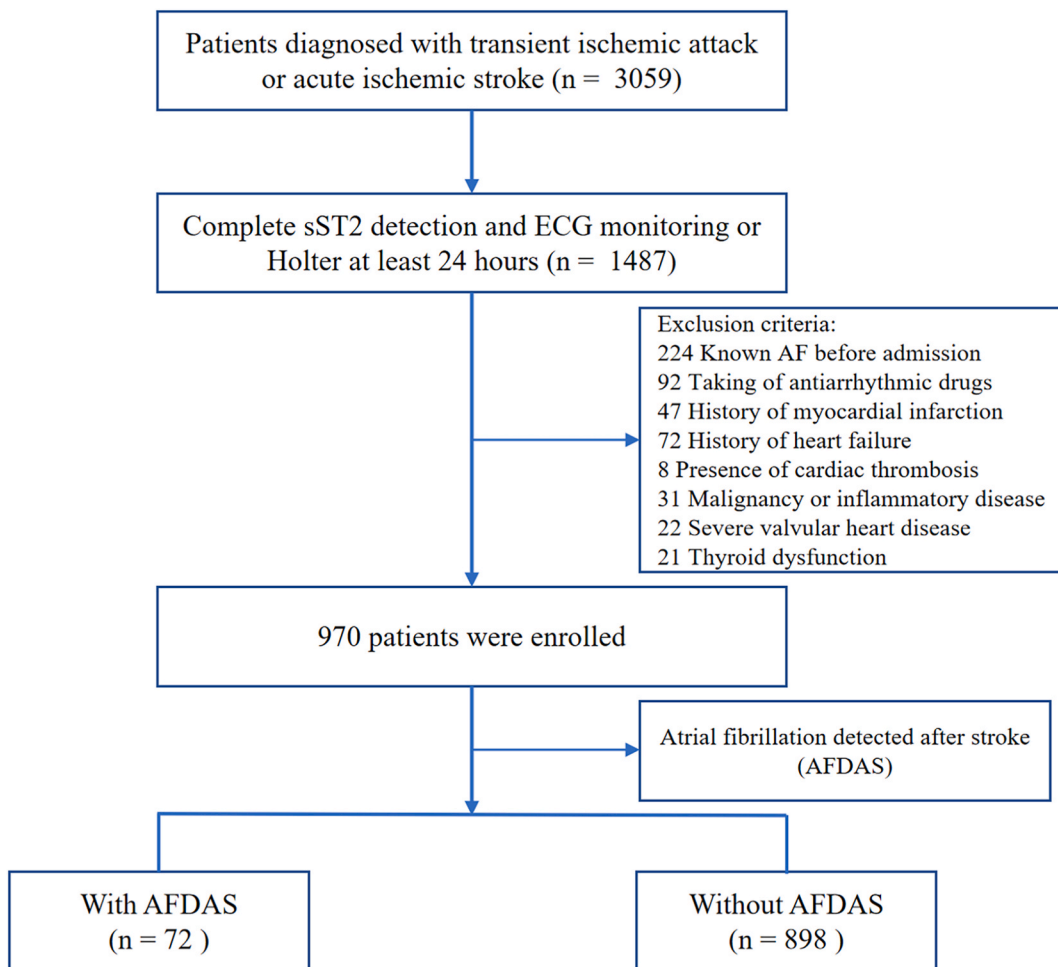 Patients diagnosed with transient ischemic attack
or acute ischemic stroke (n = 3059)
Complete sST2 detection and ECG monitoring or
Holter at least 24 hours (n = 1487)
Exclusion criteria:
224 Known AF before admission
92 Taking of antiarrhythmic drugs
47 History of myocardial infarction
72 History of heart failure
8 Presence of cardiac thrombosis
31 Malignancy or inflammatory disease
22 Severe valvular heart disease
21 Thyroid dysfunction
970 patients were enrolled
Atrial fibrillation detected after stroke
(AFDAS)
With AFDAS
(n = 72 )
Without AFDAS
(n = 898 )